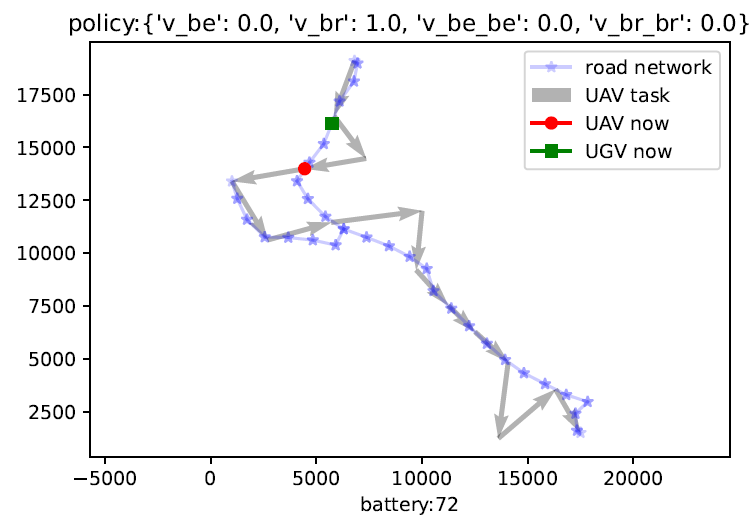 policy:{'v_be': 0.0, 'v_br': 1.0, 'v_be_be': 0.0, 'v_br_br': 0.0}
road network
UAV task
UAV now
UGV now
17500
15000
12500
10000
7500
5000
2500
−5000 0 5000 10000 15000 20000
battery:72